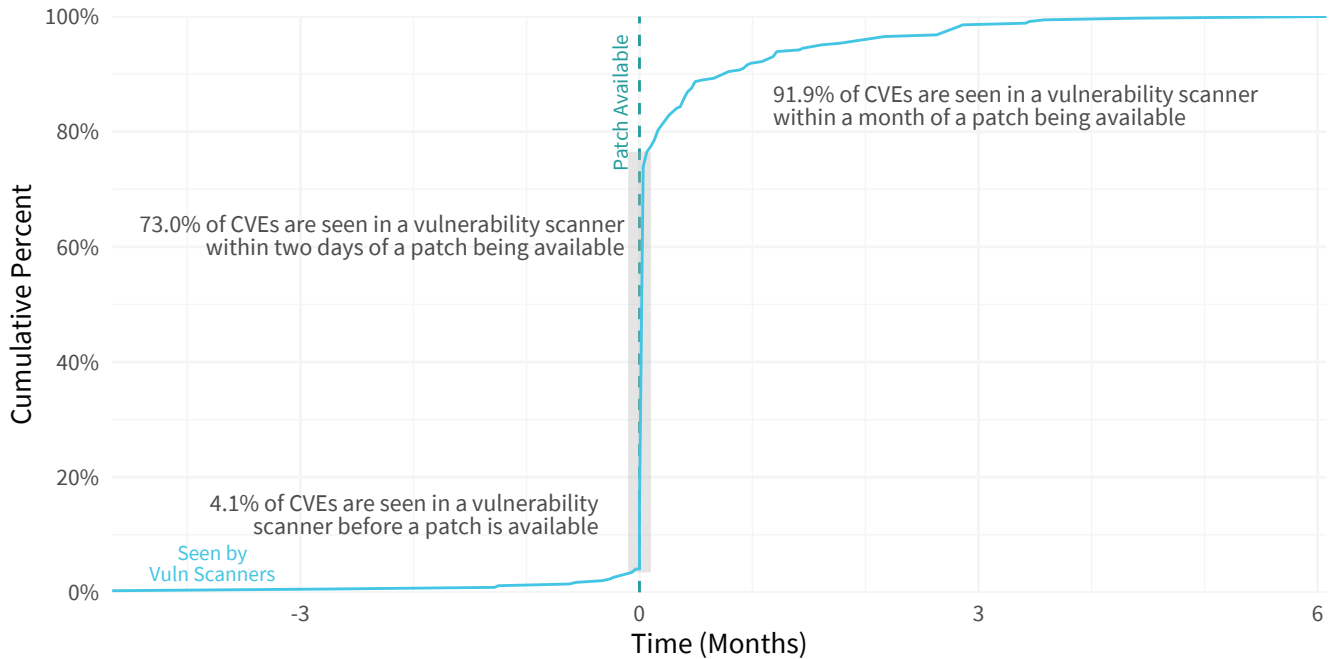 100%
80%
60%
40%
20%
0%
Cumulative Percent
Patch Available
91.9% of CVEs are seen in a vulnerability scanner
within a month of a patch being available
73.0% of CVEs are seen in a vulnerability scanner
within two days of a patch being available
4.1% of CVEs are seen in a vulnerability
scanner before a patch is available
Seen by
Vuln Scanners
-3
0
3
6
Time (Months)